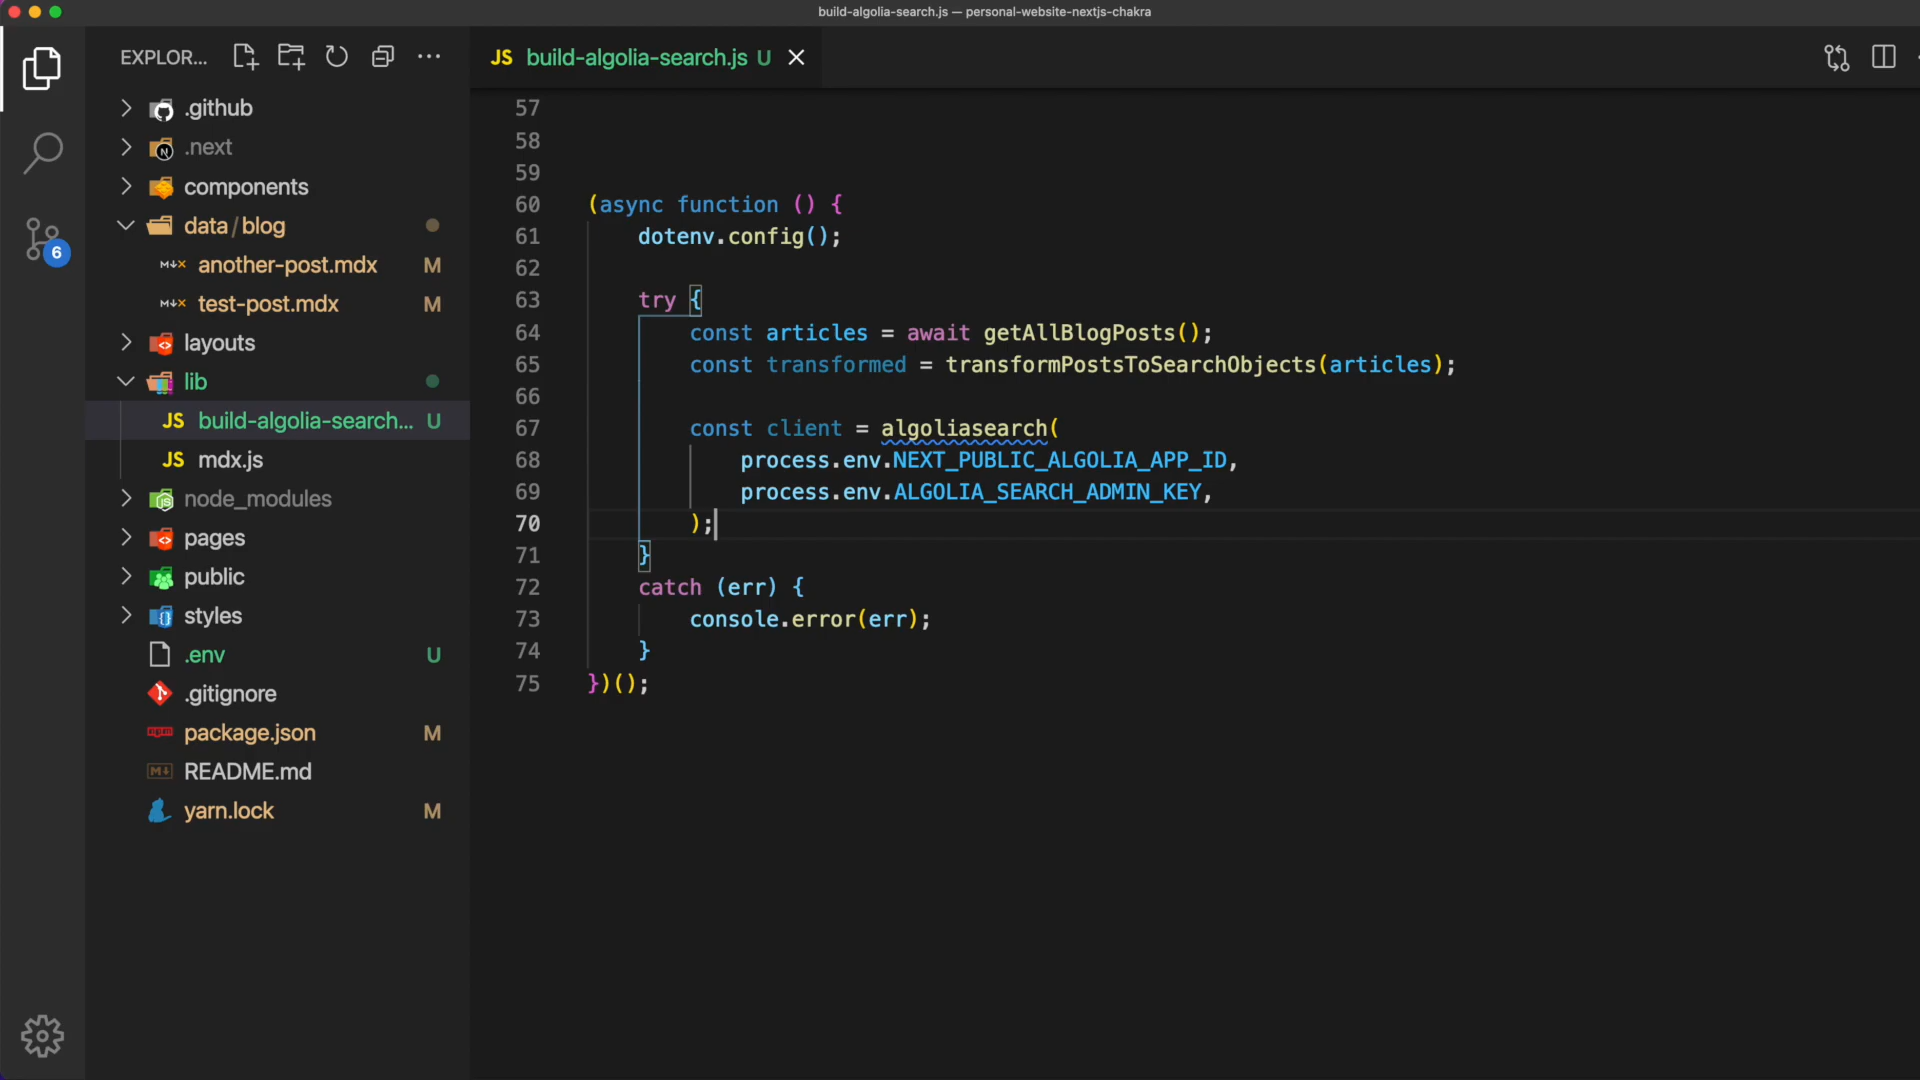 build-algolia-search.js — personal-website-nextjs-chakra
EXPLOR...
JS build-algolia-search.js U
.github
N .next
components
data/blog
M↓× another-post.mdx M
M↓× test-post.mdx M
layouts
lib
JS build-algolia-search... U
JS mdx.js
JS node_modules
pages
public
styles
.env U
.gitignore
npm package.json M
M↓ README.md
yarn.lock M
6
57
58
59
60 (async function () {
61 dotenv.config();
62
63 try {
64 const articles = await getAllBlogPosts();
65 const transformed = transformPostsToSearchObjects(articles);
66
67 const client = algoliasearch(
68 process.env.NEXT_PUBLIC_ALGOLIA_APP_ID,
69 process.env.ALGOLIA_SEARCH_ADMIN_KEY,
70 );
71 }
72 catch (err) {
73 console.error(err);
74 }
75 })();